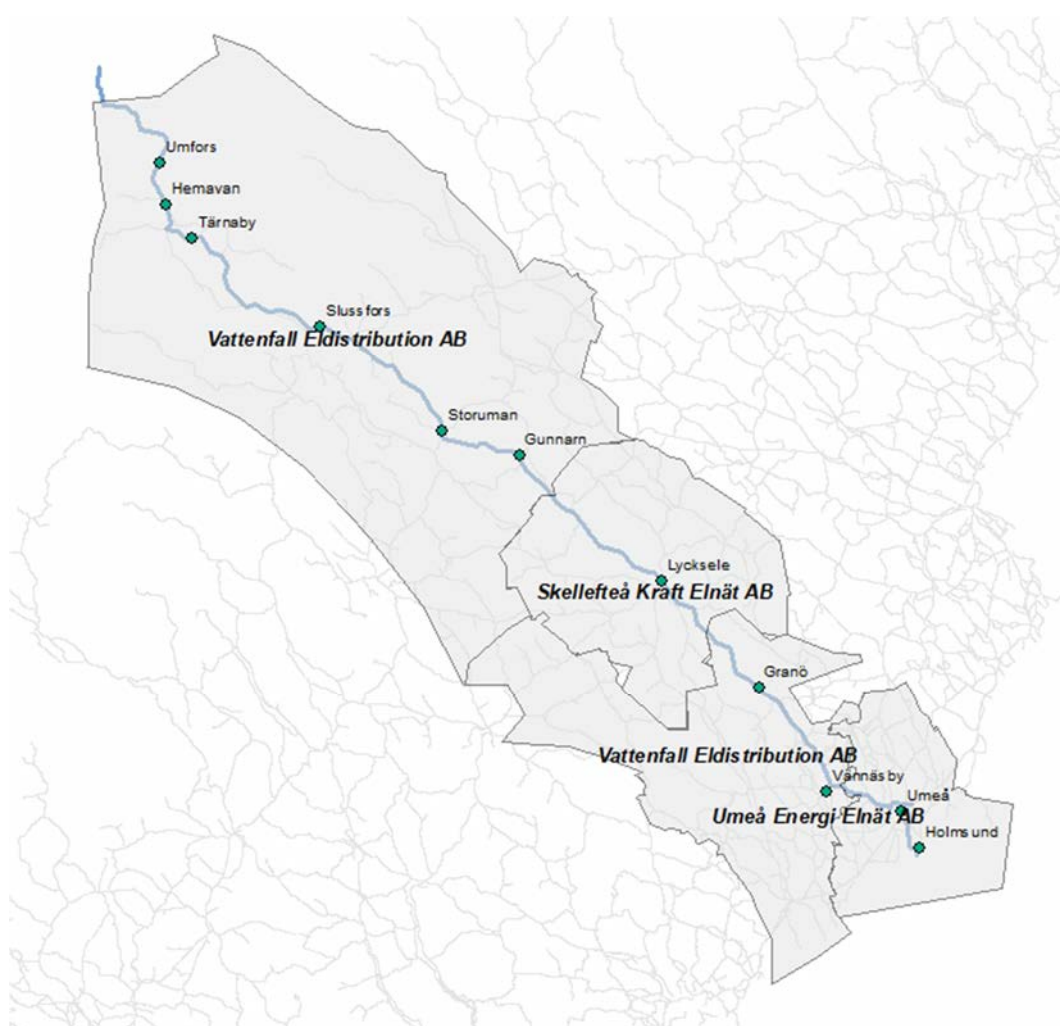 Umfors
Hemavan
Tärnaby
Slussfors
Vattenfall Eldistribution AB
Storuman
Gunnarn
Lycksele
Skellefteå Kraft Elnät AB
Granö
Vattenfall Eldistribution AB
Vännäsby
Umeå
Umeå Energi Elnät AB
Holmsund